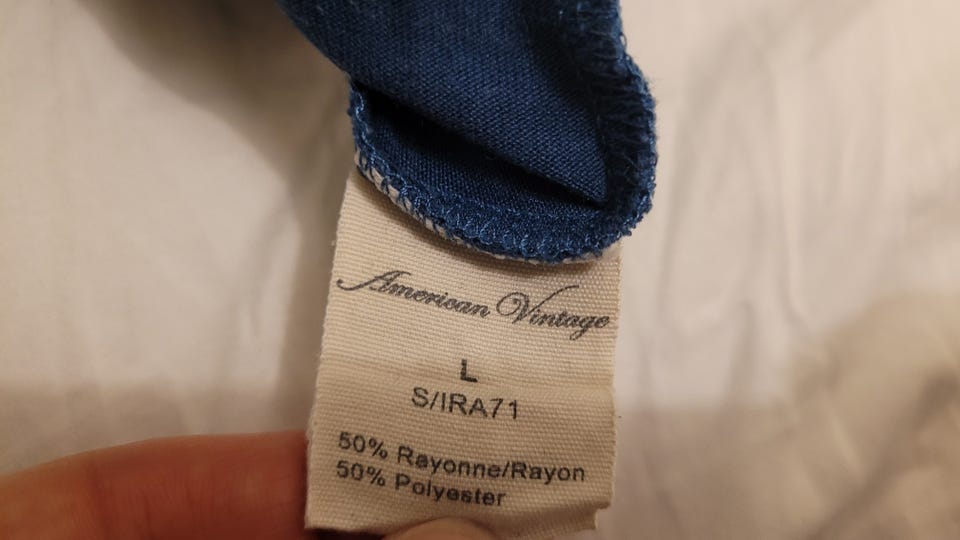 American Vintage
L
S/IRA71
50% Rayonne/Rayon
50% Polyester